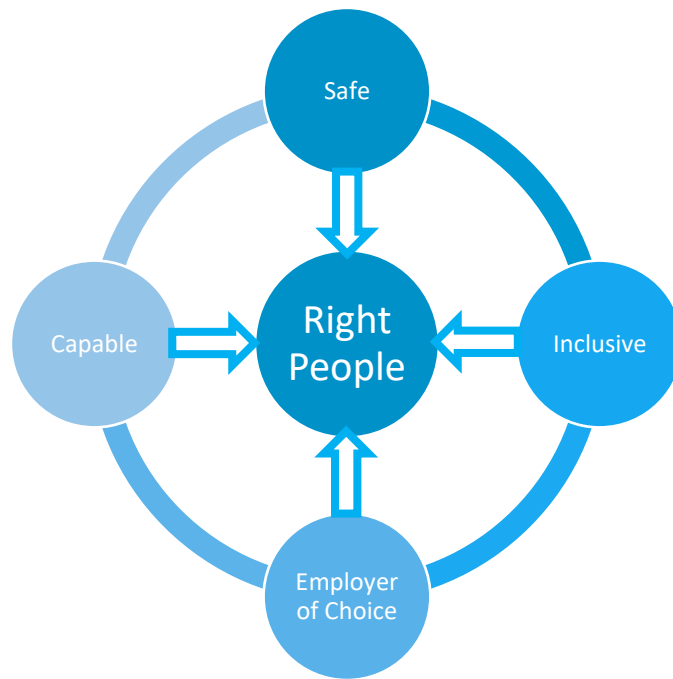 Safe
Capable
Right
People
Inclusive
Employer
of Choice